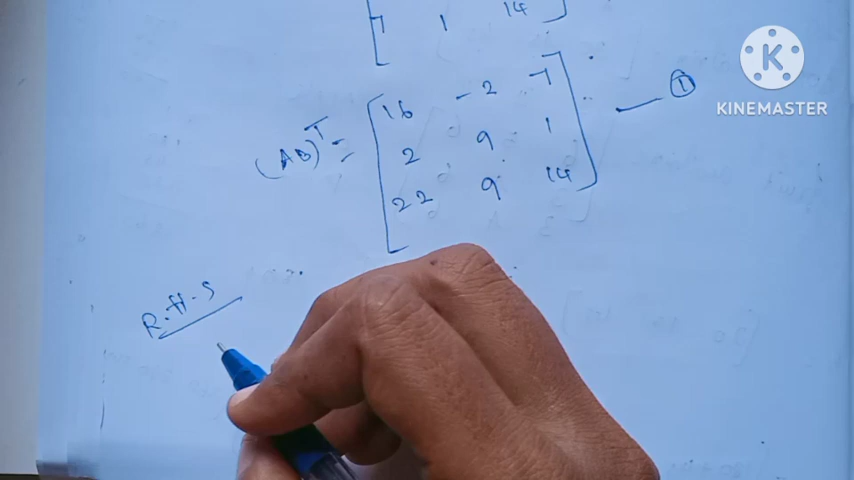 7 1 14
(AB)ᵀ = [16 -2 7 — ①
2 9 1
22 9 14]
R.H.S
K
KINEMASTER